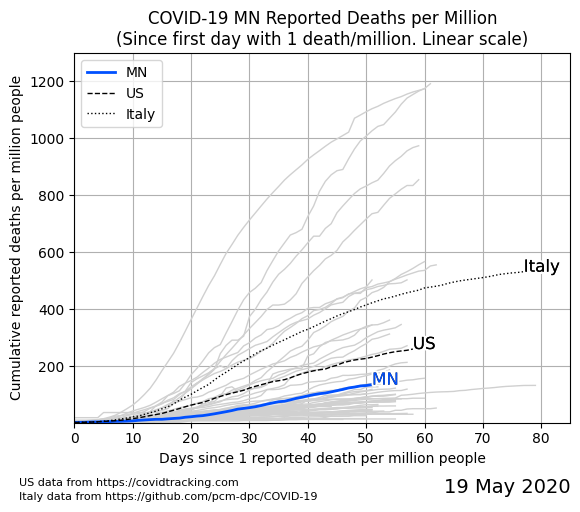 COVID-19 MN Reported Deaths per Million
(Since first day with 1 death/million. Linear scale)
Cumulative reported deaths per million people
1200
1000
800
600
400
200
MN
US
Italy
Italy
US
MN
0
10
20
30
40
50
60
70
80
Days since 1 reported death per million people
US data from https://covidtracking.com
Italy data from https://github.com/pcm-dpc/COVID-19
19 May 2020